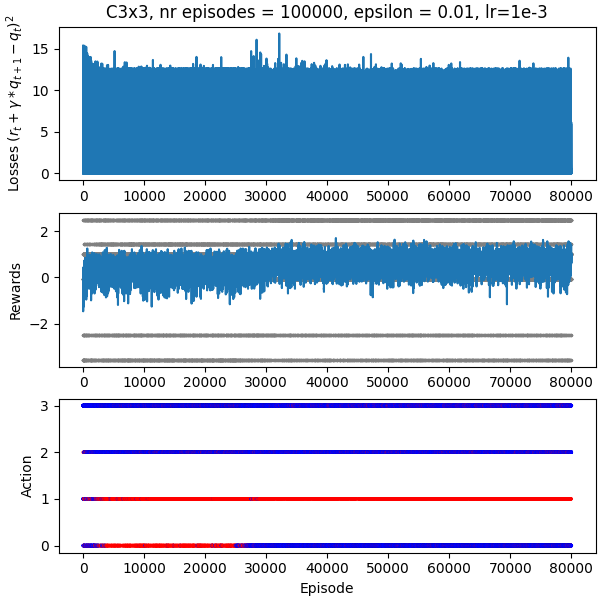 C3x3, nr episodes = 100000, epsilon = 0.01, lr=1e-3
Losses (r_t + γ * q_{t+1} − q_t)^2
15
10
5
0
0 10000 20000 30000 40000 50000 60000 70000 80000
Rewards
2
0
−2
0 10000 20000 30000 40000 50000 60000 70000 80000
Action
3
2
1
0
0 10000 20000 30000 40000 50000 60000 70000 80000
Episode